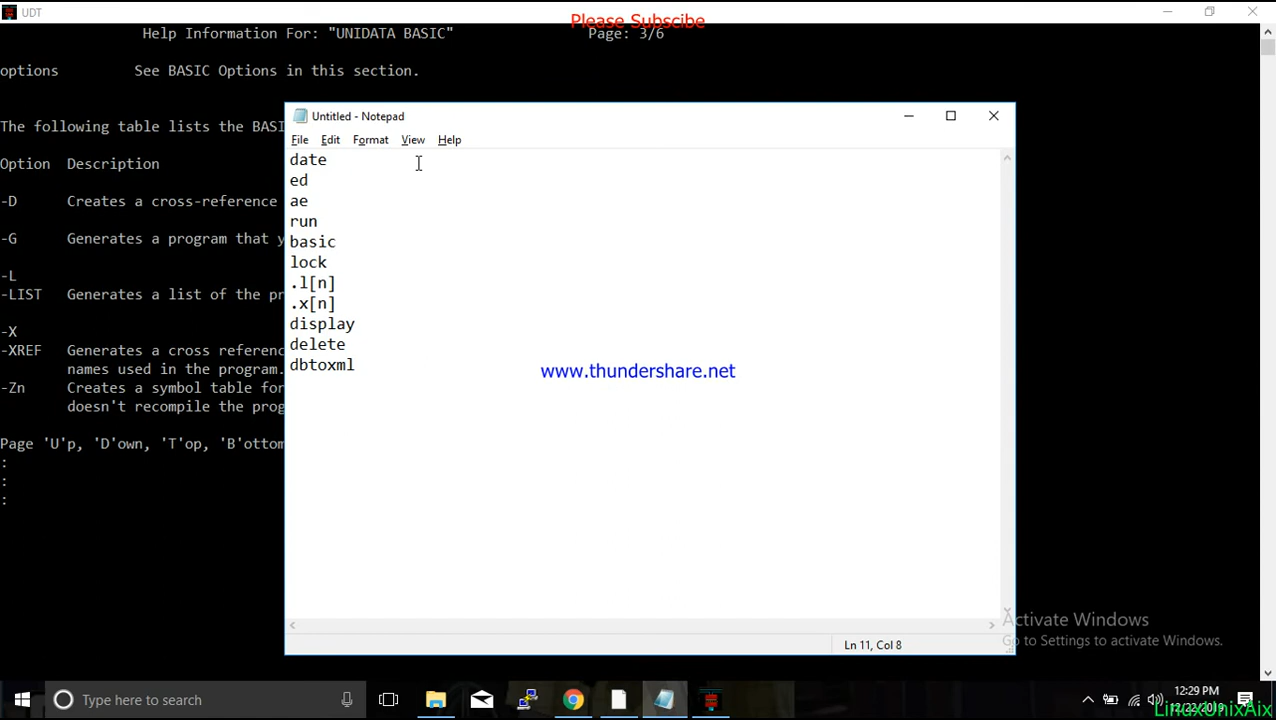 UDT
Please Subscibe
Help Information For: "UNIDATA BASIC" Page: 3/6
options See BASIC Options in this section.
The following table lists the BASI
Option Description
-D Creates a cross-reference
-G Generates a program that y
-L
-LIST Generates a list of the pr
-X
-XREF Generates a cross referenc
names used in the program.
-Zn Creates a symbol table for
doesn't recompile the prog
Page 'U'p, 'D'own, 'T'op, 'B'ottom
:
:
:
Untitled - Notepad
File Edit Format View Help
date
ed
ae
run
basic
lock
.l[n]
.x[n]
display
delete
dbtoxml
www.thundershare.net
Ln 11, Col 8
Activate Windows
Go to Settings to activate Windows.
Type here to search
12:29 PM
12/22/2019
LinuxUnixAix